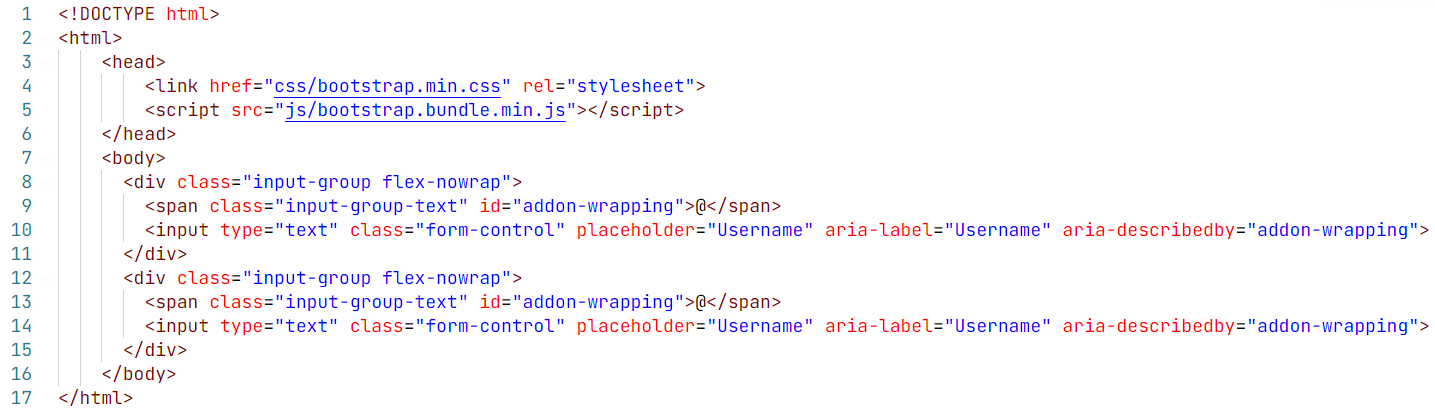 1 <!DOCTYPE html>
2 <html>
3     <head>
4         <link href="css/bootstrap.min.css" rel="stylesheet">
5         <script src="js/bootstrap.bundle.min.js"></script>
6     </head>
7     <body>
8       <div class="input-group flex-nowrap">
9         <span class="input-group-text" id="addon-wrapping">@</span>
10         <input type="text" class="form-control" placeholder="Username" aria-label="Username" aria-describedby="addon-wrapping">
11       </div>
12       <div class="input-group flex-nowrap">
13         <span class="input-group-text" id="addon-wrapping">@</span>
14         <input type="text" class="form-control" placeholder="Username" aria-label="Username" aria-describedby="addon-wrapping">
15       </div>
16     </body>
17 </html>